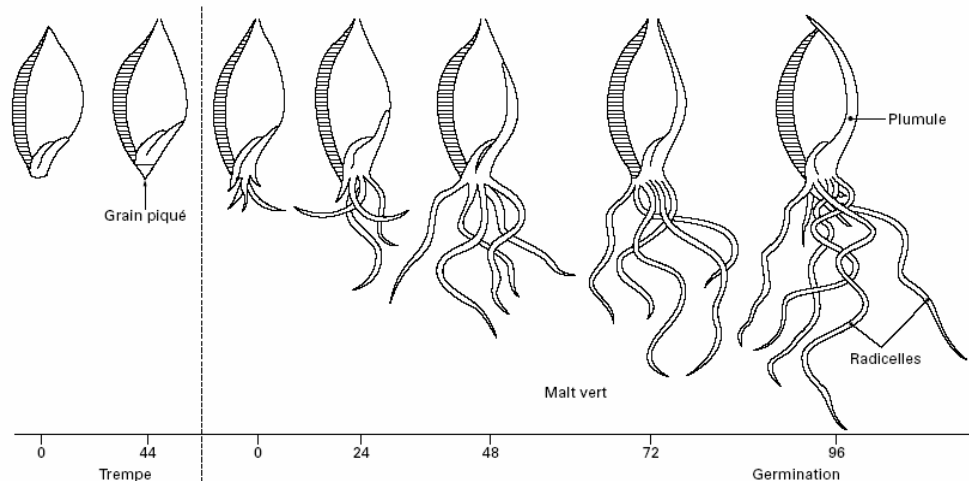 Plumule
Grain piqué
Radicelles
Malt vert
0 44 0 24 48 72 96
Trempe Germination